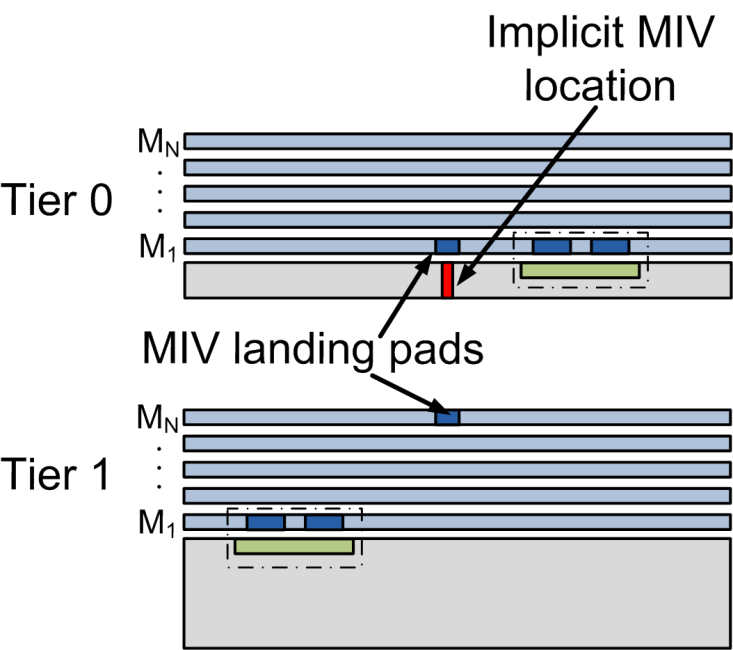 Implicit MIV
location
M_N
Tier 0
M_1
MIV landing pads
M_N
Tier 1
M_1